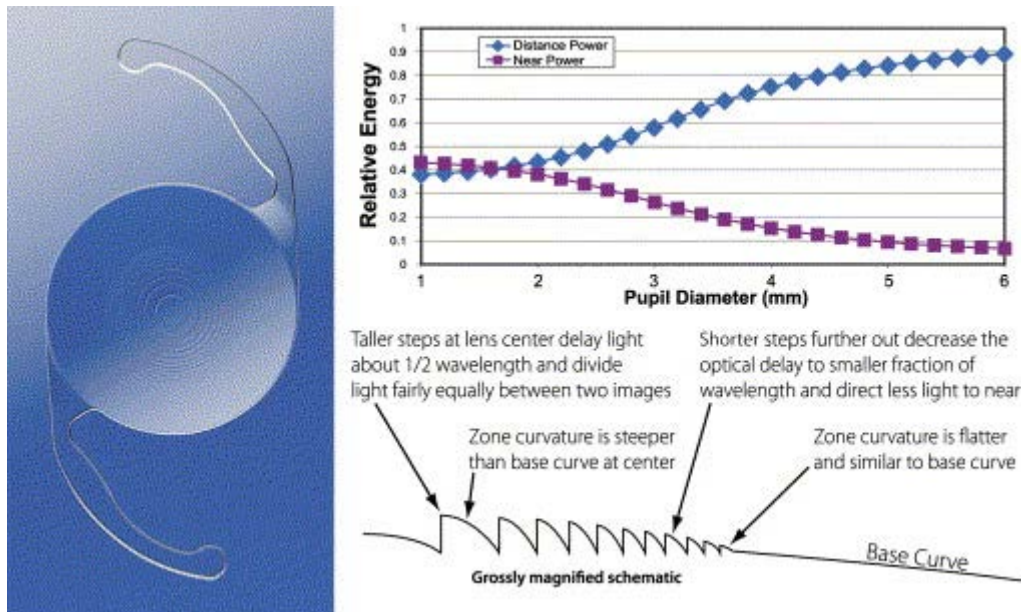 1
0.9
0.8
0.7
0.6
0.5
0.4
0.3
0.2
0.1
0
Relative Energy
Distance Power
Near Power
1 2 3 4 5 6
Pupil Diameter (mm)
Taller steps at lens center delay light
about 1/2 wavelength and divide
light fairly equally between two images
Shorter steps further out decrease the
optical delay to smaller fraction of
wavelength and direct less light to near
Zone curvature is steeper
than base curve at center
Zone curvature is flatter
and similar to base curve
Base Curve
Grossly magnified schematic